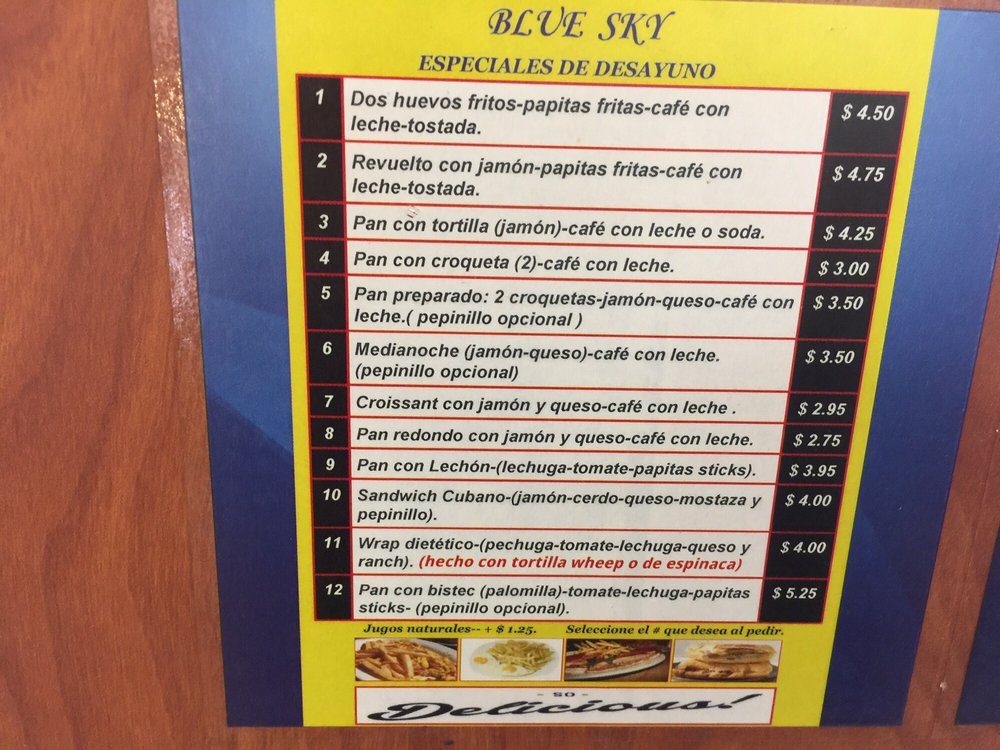 BLUE SKY
ESPECIALES DE DESAYUNO
1 Dos huevos fritos-papitas fritas-café con $ 4.50
leche-tostada.
2 Revuelto con jamón-papitas fritas-café con $ 4.75
leche-tostada.
3 Pan con tortilla (jamón)-café con leche o soda. $ 4.25
4 Pan con croqueta (2)-café con leche. $ 3.00
5 Pan preparado: 2 croquetas-jamón-queso-café con $ 3.50
leche.( pepinillo opcional )
6 Medianoche (jamón-queso)-café con leche. $ 3.50
(pepinillo opcional)
7 Croissant con jamón y queso-café con leche . $ 2.95
8 Pan redondo con jamón y queso-café con leche. $ 2.75
9 Pan con Lechón-(lechuga-tomate-papitas sticks). $ 3.95
10 Sandwich Cubano-(jamón-cerdo-queso-mostaza y $ 4.00
pepinillo).
11 Wrap dietético-(pechuga-tomate-lechuga-queso y $ 4.00
ranch). (hecho con tortilla wheep o de espinaca)
12 Pan con bistec (palomilla)-tomate-lechuga-papitas $ 5.25
sticks- (pepinillo opcional).
Jugos naturales-- + $ 1.25. Seleccione el # que desea al pedir.
- SO -
Delicious!